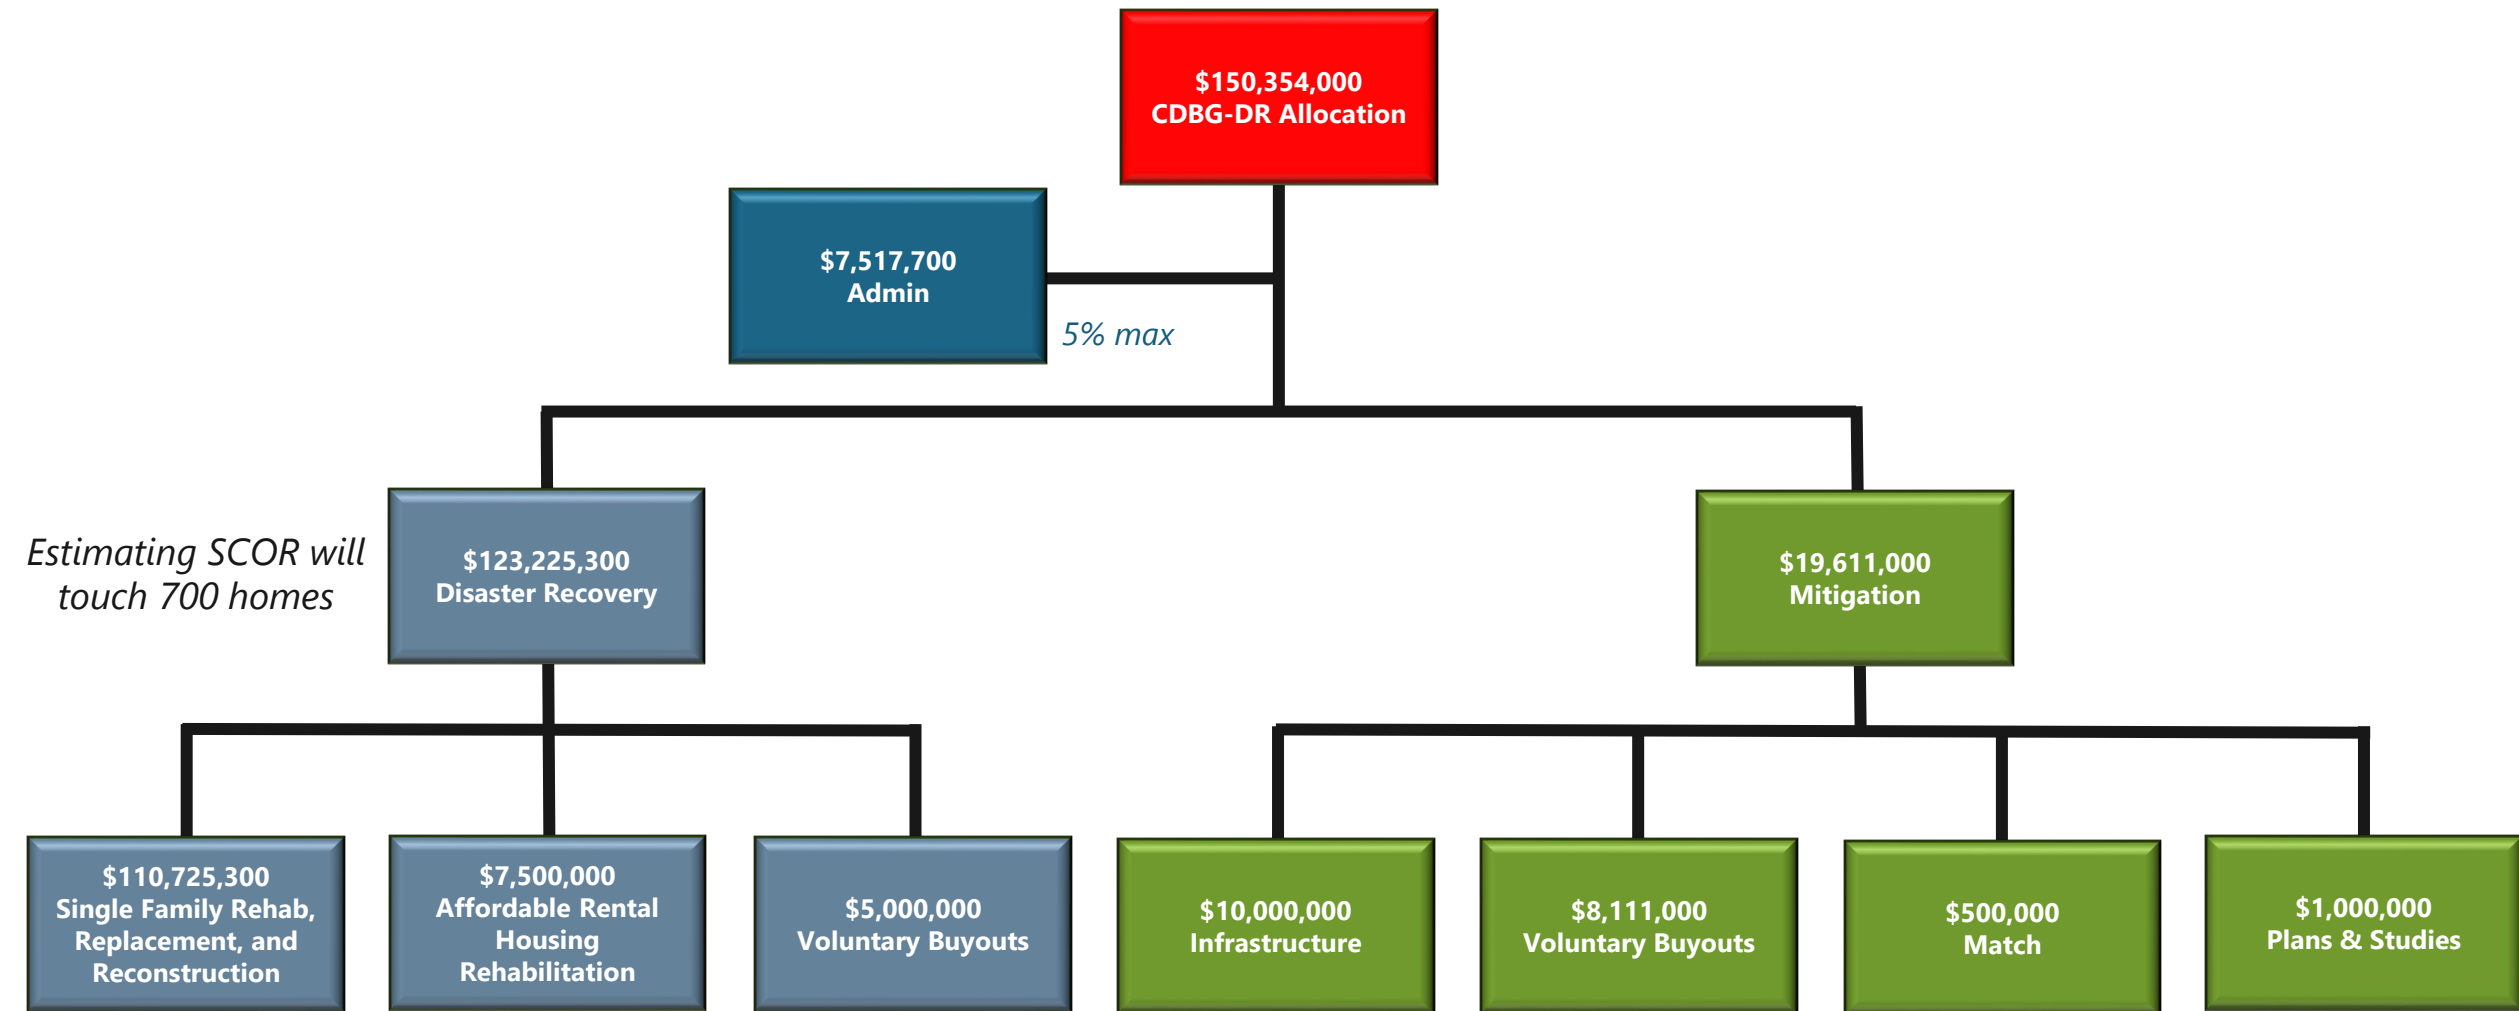 $150,354,000
CDBG-DR Allocation
$7,517,700
Admin
5% max
Estimating SCOR will
touch 700 homes
$123,225,300
Disaster Recovery
$19,611,000
Mitigation
$110,725,300
Single Family Rehab,
Replacement, and
Reconstruction
$7,500,000
Affordable Rental
Housing
Rehabilitation
$5,000,000
Voluntary Buyouts
$10,000,000
Infrastructure
$8,111,000
Voluntary Buyouts
$500,000
Match
$1,000,000
Plans & Studies